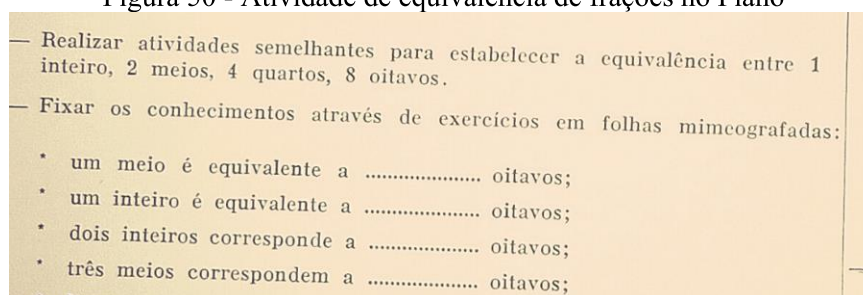 Figura 50 - Atividade de equivalência de frações no Plano
— Realizar atividades semelhantes para estabelecer a equivalência entre 1
inteiro, 2 meios, 4 quartos, 8 oitavos.
— Fixar os conhecimentos através de exercícios em folhas mimeografadas:
* um meio é equivalente a .................... oitavos;
* um inteiro é equivalente a .................... oitavos;
* dois inteiros corresponde a ................... oitavos;
* três meios correspondem a ................... oitavos;